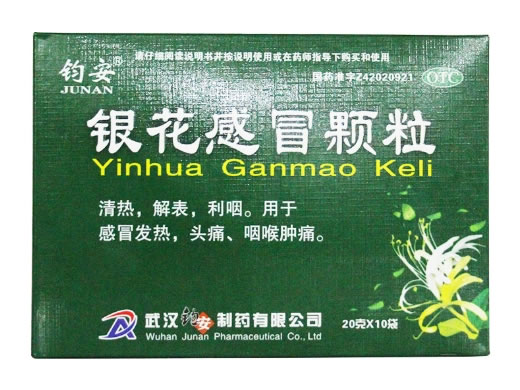 请仔细阅读说明书并按说明使用或在药师指导下购买和使用
钧安®
JUNAN
国药准字Z42020921 OTC
银花感冒颗粒
Yinhua Ganmao Keli
清热，解表，利咽。用于
感冒发热，头痛、咽喉肿痛。
武汉钧安制药有限公司
Wuhan Junan Pharmaceutical Co., Ltd
20克X10袋